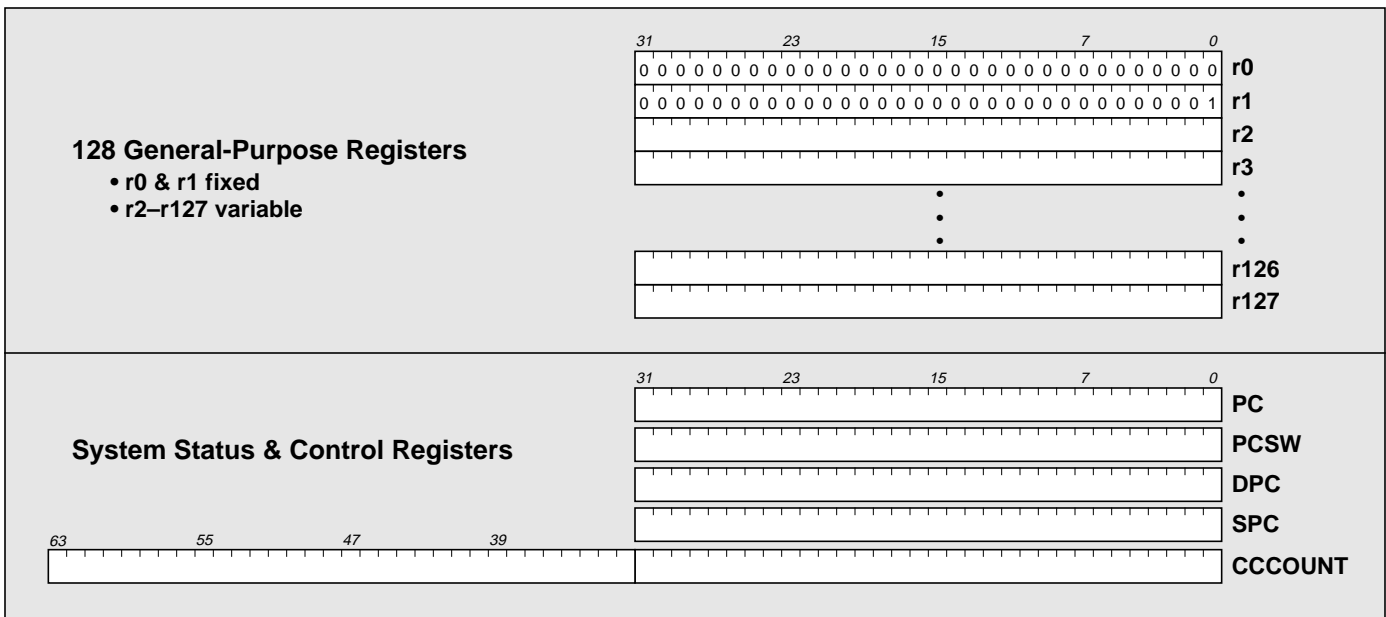 31 23 15 7 0
0 0 0 0 0 0 0 0 0 0 0 0 0 0 0 0 0 0 0 0 0 0 0 0 0 0 0 0 0 0 0 0 r0
0 0 0 0 0 0 0 0 0 0 0 0 0 0 0 0 0 0 0 0 0 0 0 0 0 0 0 0 0 0 0 1 r1
r2
r3
128 General-Purpose Registers
• r0 & r1 fixed
• r2–r127 variable
r126
r127
31 23 15 7 0
PC
PCSW
System Status & Control Registers
DPC
SPC
63 55 47 39
CCCOUNT